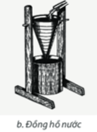 b. Đồng hồ nước